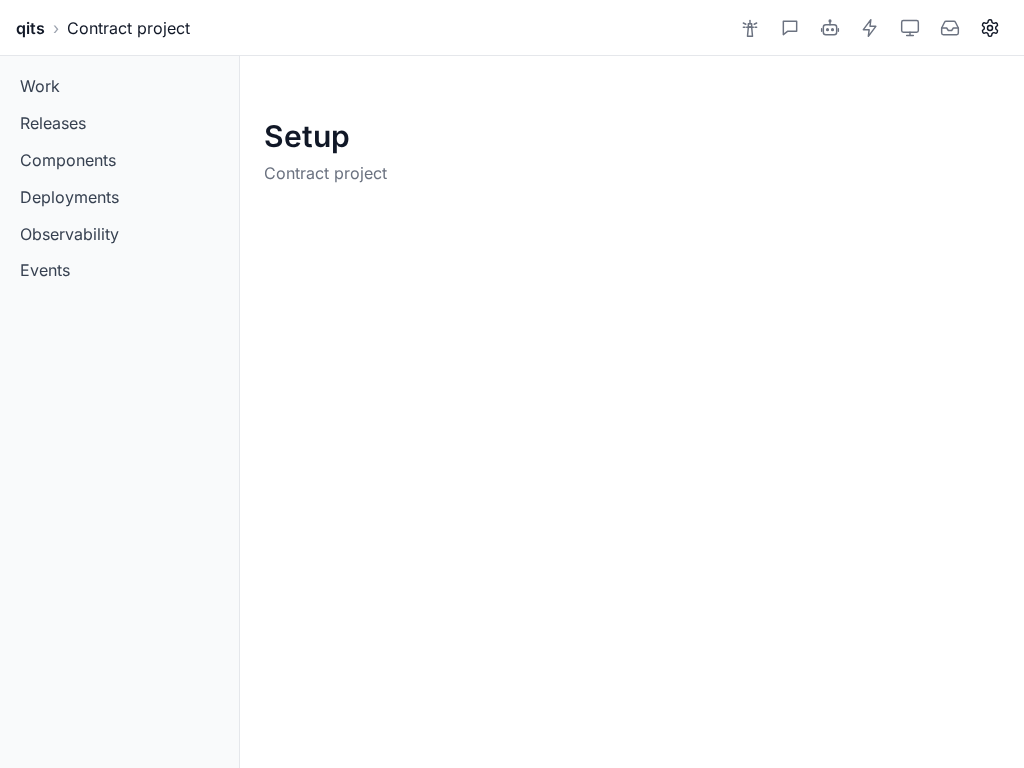 qits › Contract project
Work
Releases
Components
Deployments
Observability
Events
Setup
Contract project